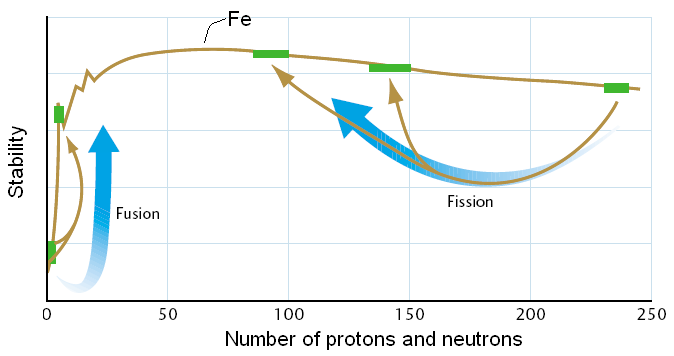 Fe
Stability
Fusion
Fission
0 50 100 150 200 250
Number of protons and neutrons